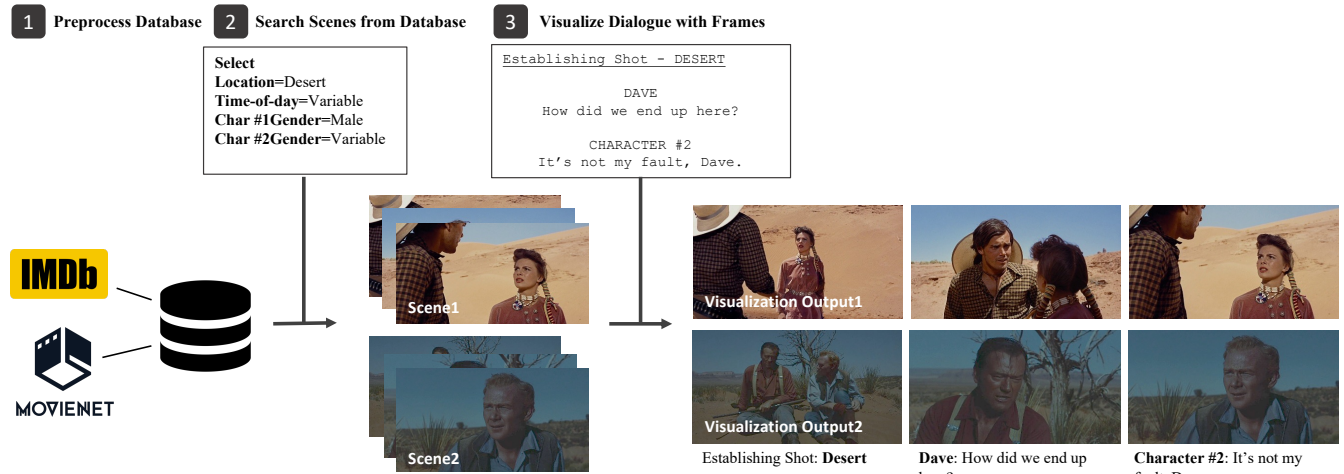 1 Preprocess Database
2 Search Scenes from Database
3 Visualize Dialogue with Frames
Select
Location=Desert
Time-of-day=Variable
Char #1Gender=Male
Char #2Gender=Variable
Establishing Shot - DESERT
DAVE
How did we end up here?
CHARACTER #2
It's not my fault, Dave.
IMDb
MOVIENET
Scene1
Scene2
Visualization Output1
Visualization Output2
Establishing Shot: Desert
Dave: How did we end up
Character #2: It's not my